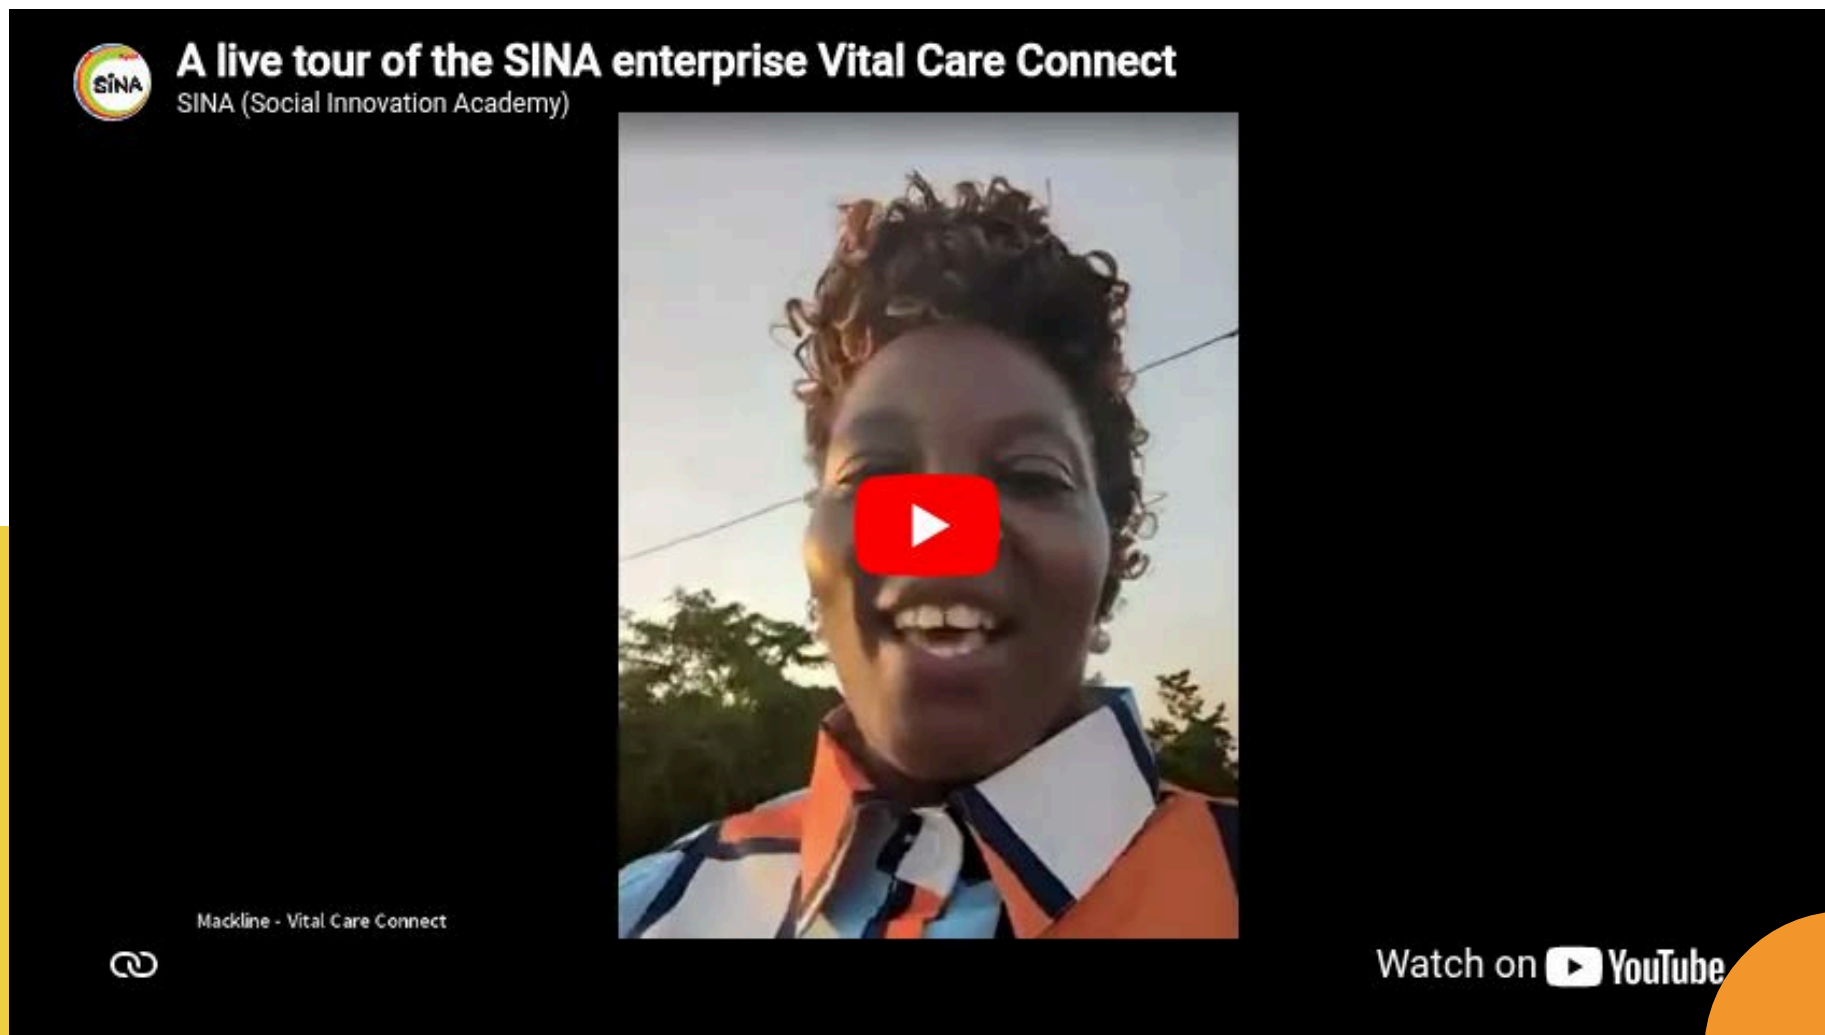 SINA
A live tour of the SINA enterprise Vital Care Connect
SINA (Social Innovation Academy)
Mackline - Vital Care Connect
Watch on YouTube